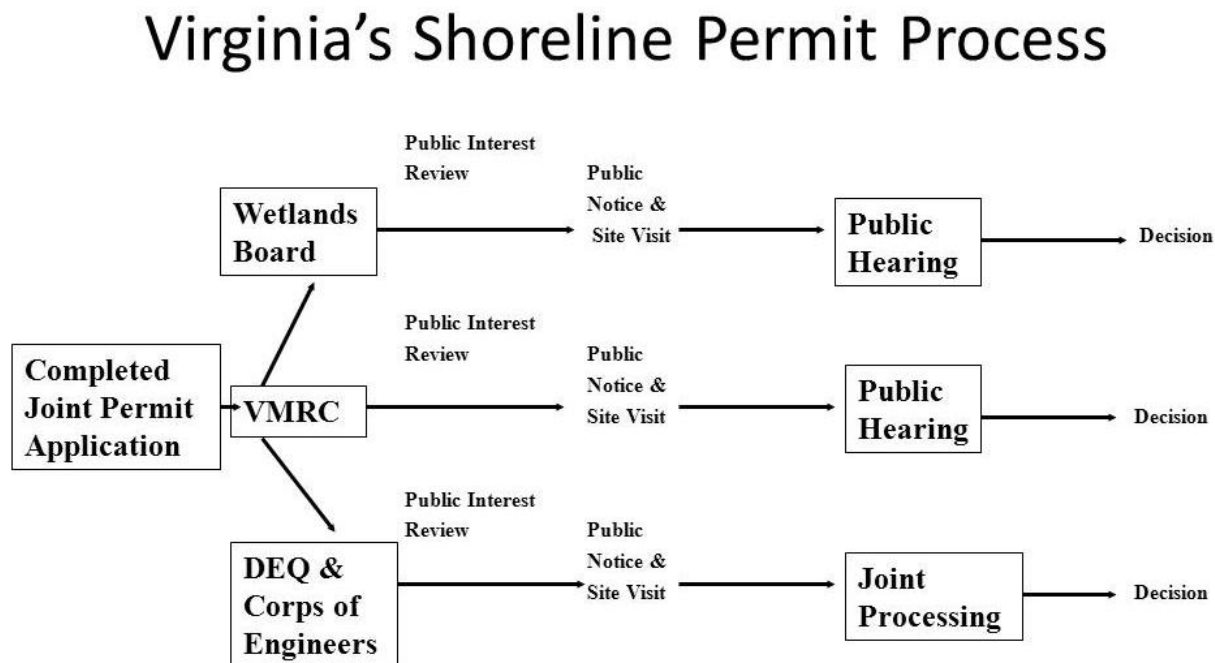 Virginia's Shoreline Permit Process
Public Interest
Review
Public
Notice &
Site Visit
Wetlands
Board
Public
Hearing
Decision
Public Interest
Review
Public
Notice &
Site Visit
Completed
Joint Permit
Application
VMRC
Public
Hearing
Decision
Public Interest
Review
Public
Notice &
Site Visit
DEQ &
Corps of
Engineers
Joint
Processing
Decision